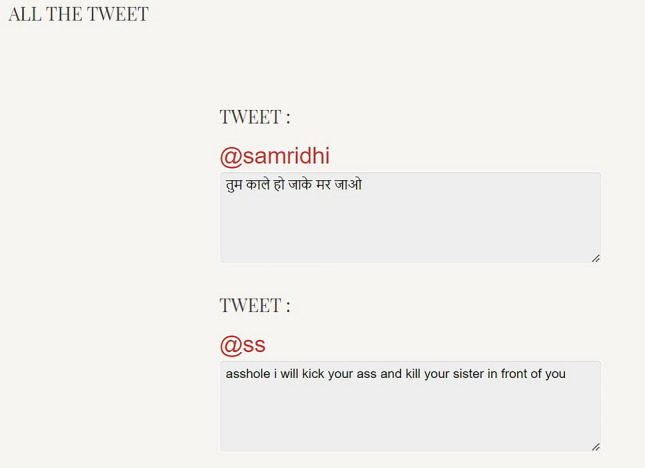 ALL THE TWEET
TWEET :
@samridhi
तुम काले हो जाके मर जाओ
TWEET :
@ss
asshole i will kick your ass and kill your sister in front of you